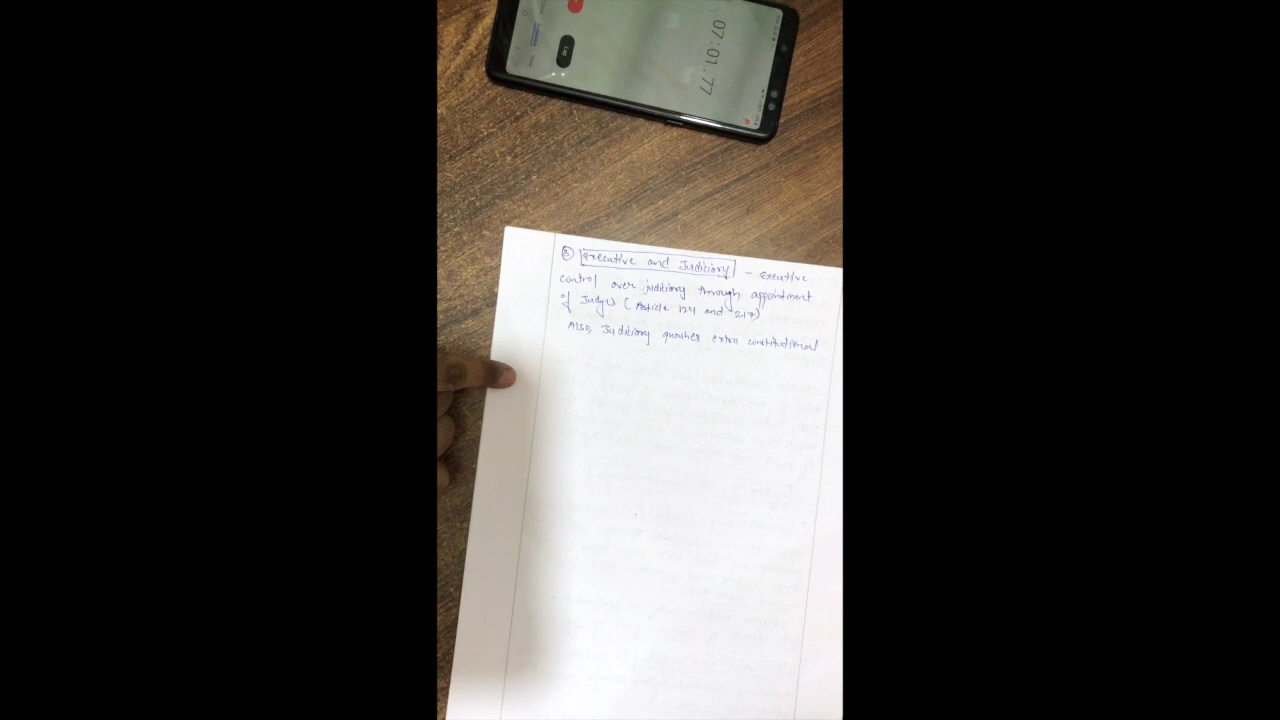 07:01.77
Lap
③ Executive and Judiciary - Executive
control over judiciary through appointment
of Judges (Article 124 and 217)
Also, Judiciary quashes extra constitutional